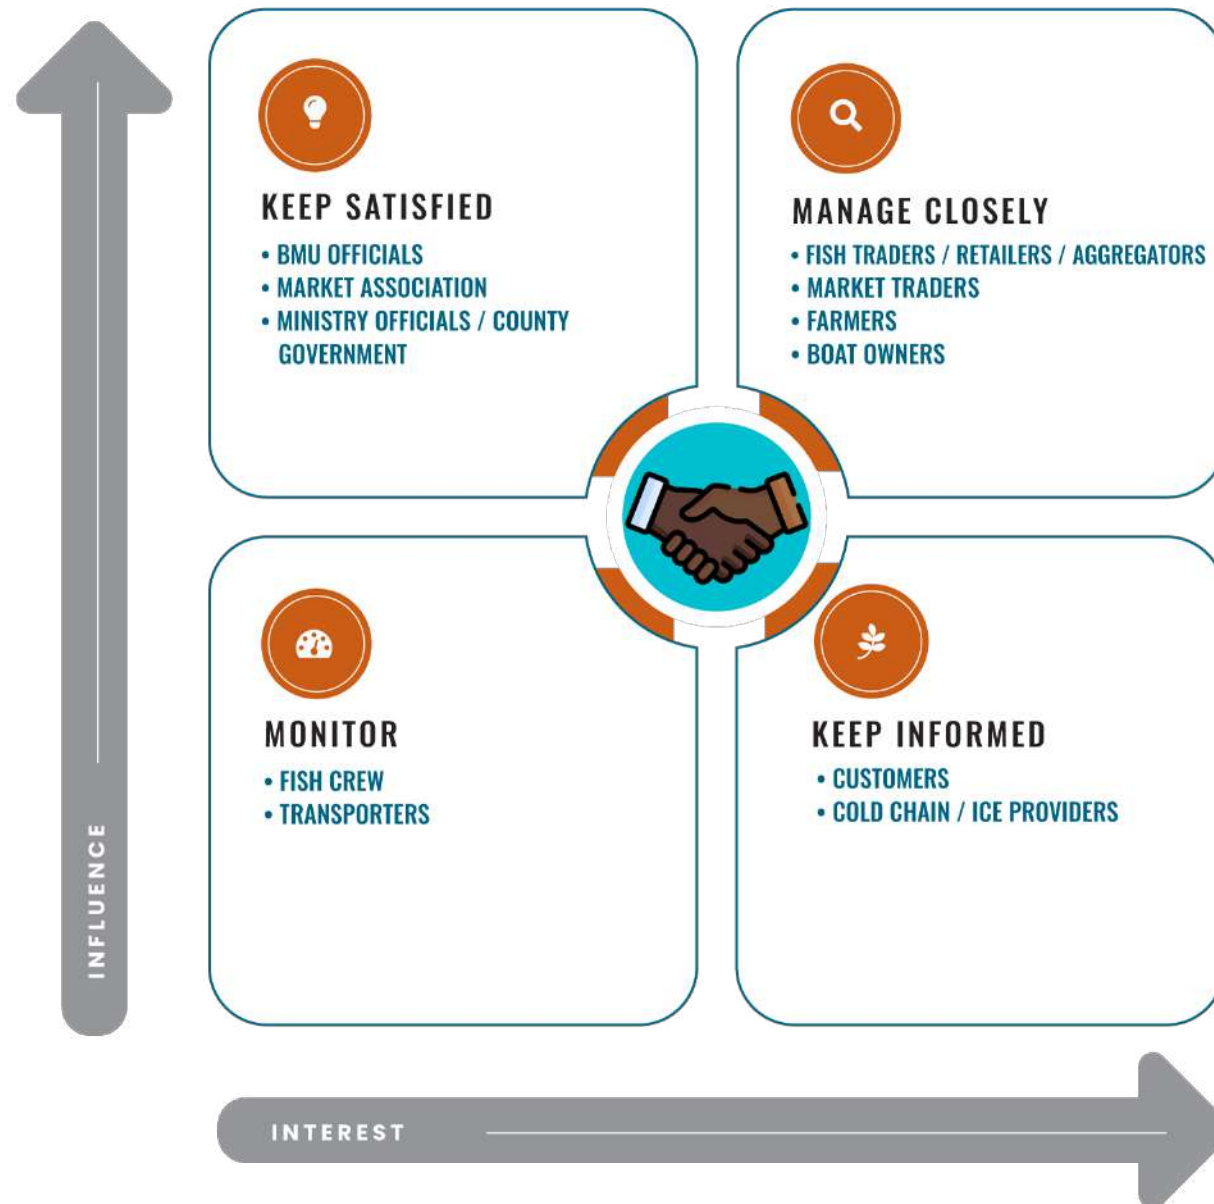 KEEP SATISFIED
• BMU OFFICIALS
• MARKET ASSOCIATION
• MINISTRY OFFICIALS / COUNTY
GOVERNMENT
MANAGE CLOSELY
• FISH TRADERS / RETAILERS / AGGREGATORS
• MARKET TRADERS
• FARMERS
• BOAT OWNERS
MONITOR
• FISH CREW
• TRANSPORTERS
KEEP INFORMED
• CUSTOMERS
• COLD CHAIN / ICE PROVIDERS
INFLUENCE
INTEREST